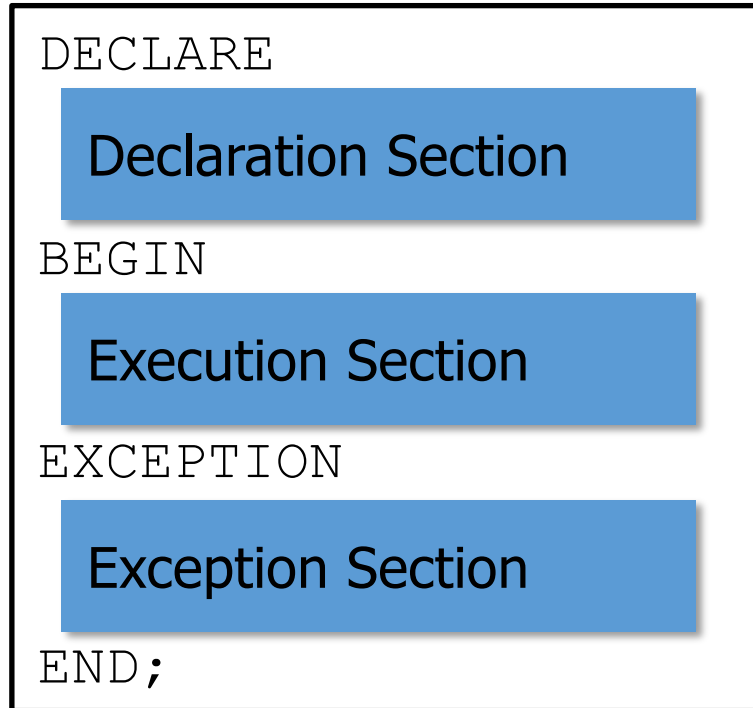 DECLARE
Declaration Section
BEGIN
Execution Section
EXCEPTION
Exception Section
END;